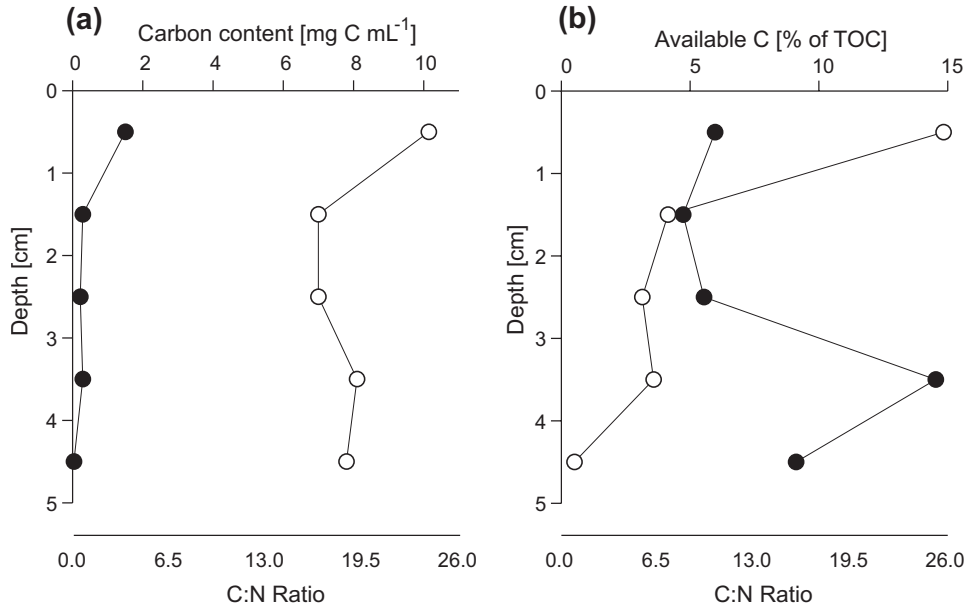 (a)
Carbon content [mg C mL⁻¹]
0 2 4 6 8 10
Depth [cm]
0
1
2
3
4
5
0.0 6.5 13.0 19.5 26.0
C:N Ratio
(b)
Available C [% of TOC]
0 5 10 15
Depth [cm]
0
1
2
3
4
5
0.0 6.5 13.0 19.5 26.0
C:N Ratio